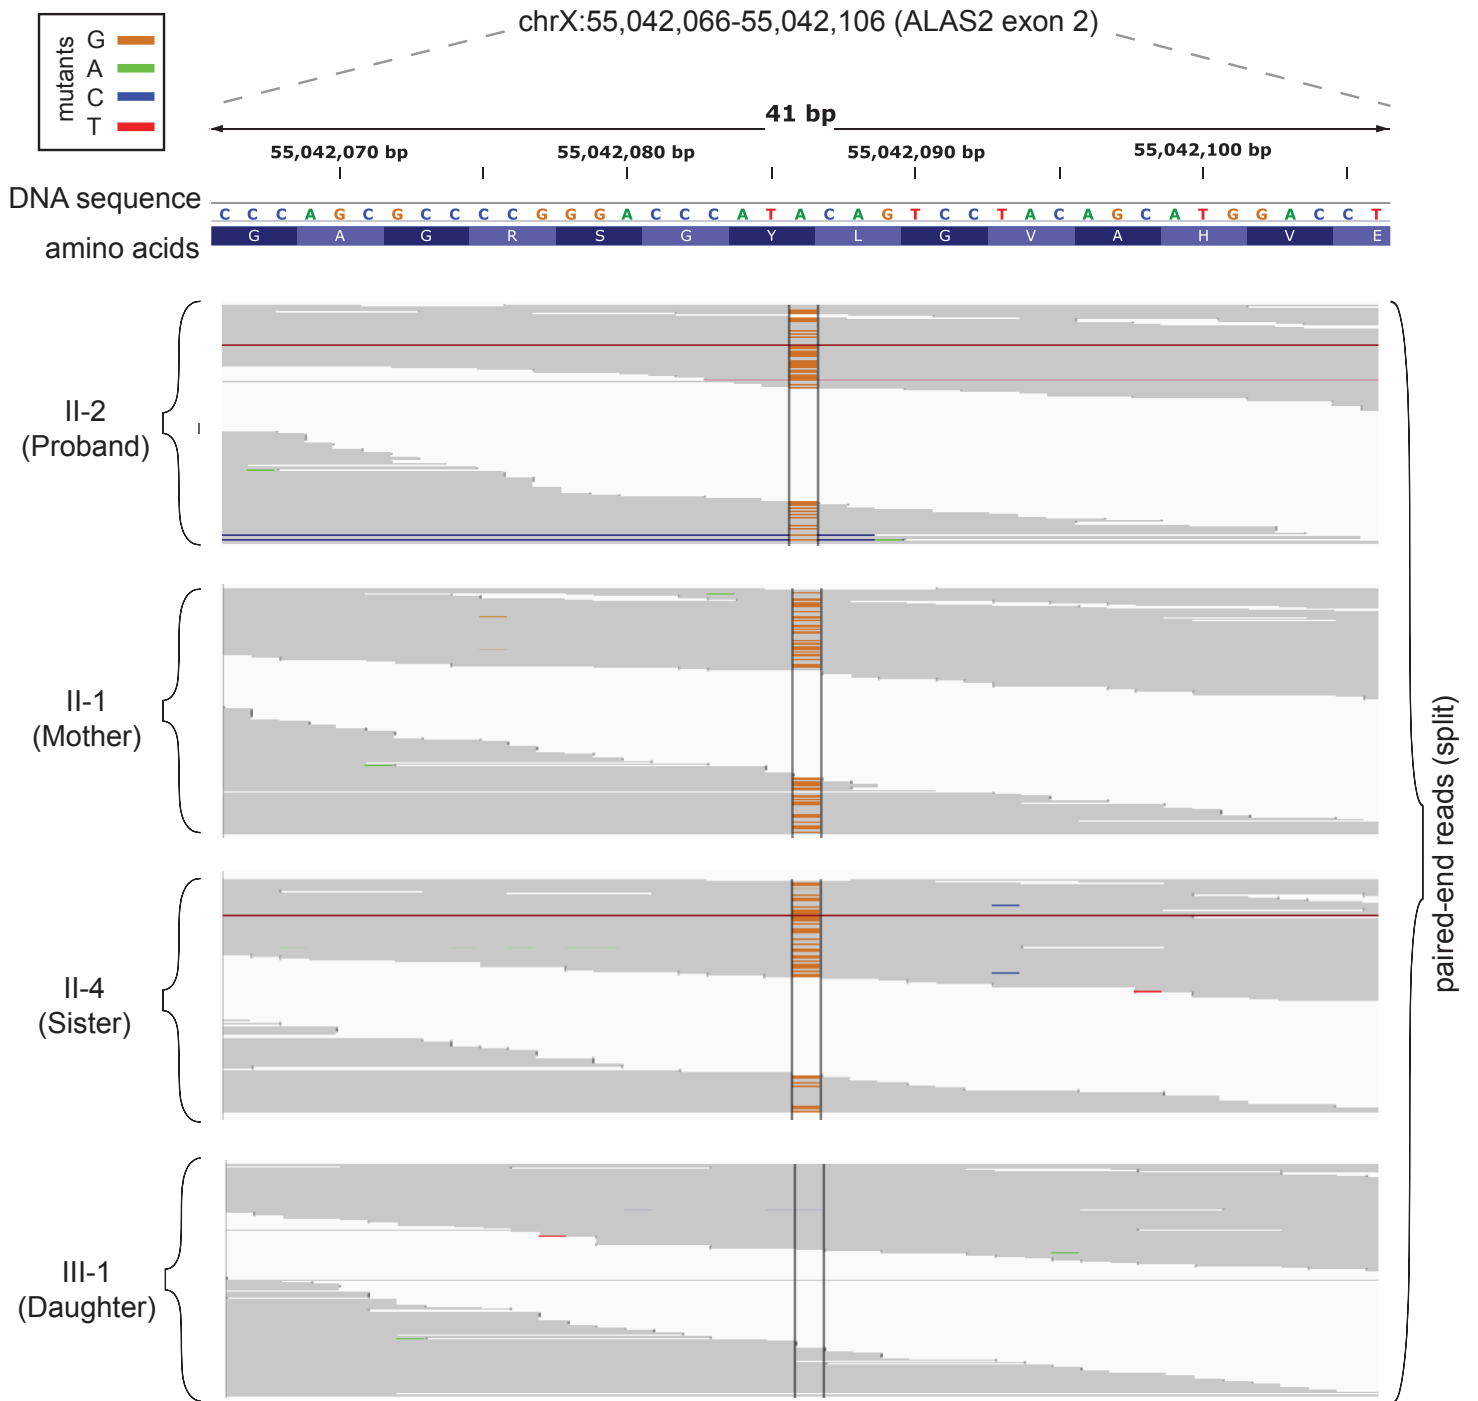 chrX:55,042,066-55,042,106 (ALAS2 exon 2)
mutants
G
A
C
T
41 bp
55,042,070 bp 55,042,080 bp 55,042,090 bp 55,042,100 bp
DNA sequence
C C C A G C G C C C C G G G A C C C A T A C A G T C C T A C A G C A T G G A C C T
amino acids
G A G R S G Y L G V A H V E
II-2
(Proband)
II-1
(Mother)
II-4
(Sister)
III-1
(Daughter)
paired-end reads (split)